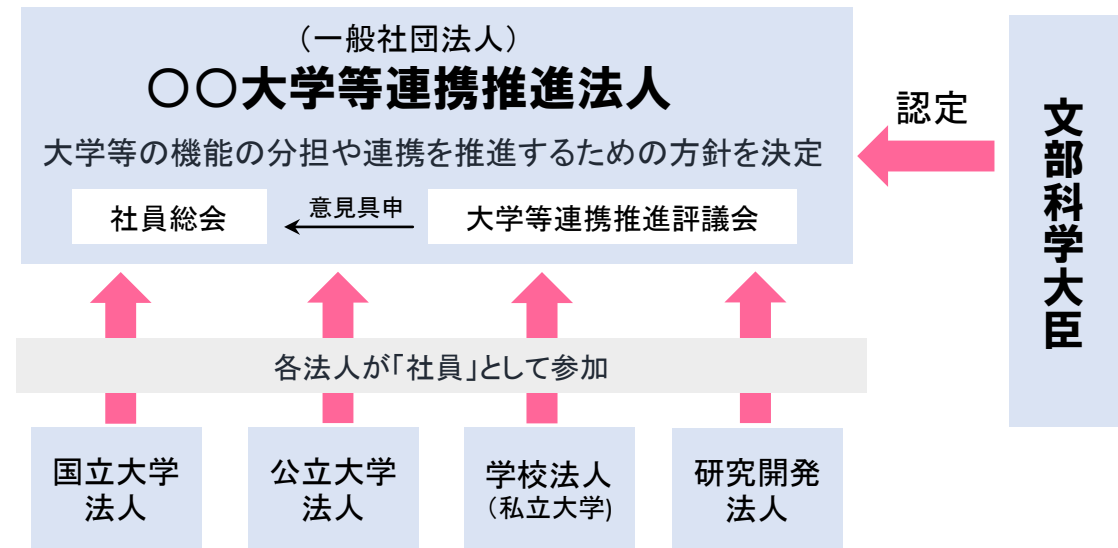 （一般社団法人）
〇〇大学等連携推進法人
大学等の機能の分担や連携を推進するための方針を決定
社員総会
意見具申
大学等連携推進評議会
認定
文部科学大臣
各法人が「社員」として参加
国立大学
法人
公立大学
法人
学校法人
（私立大学)
研究開発
法人